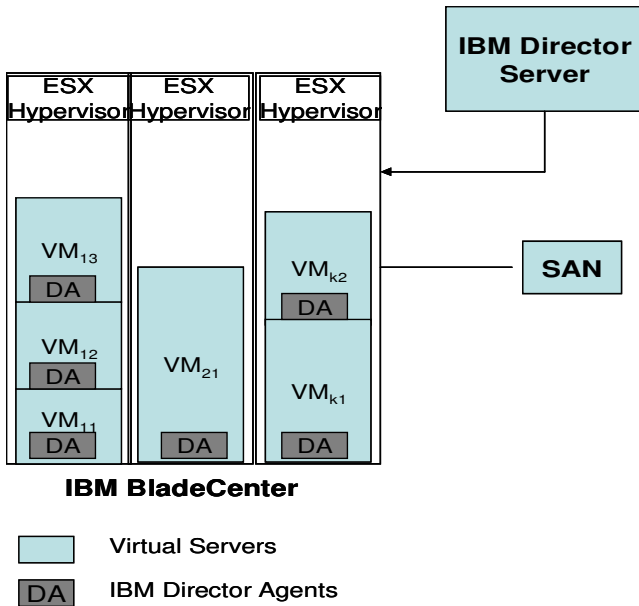 IBM Director
Server
ESX
Hypervisor
ESX
Hypervisor
ESX
Hypervisor
VM13
DA
VM12
DA
VM11
DA
VM21
DA
VMk2
DA
VMk1
DA
SAN
IBM BladeCenter
Virtual Servers
DA
IBM Director Agents